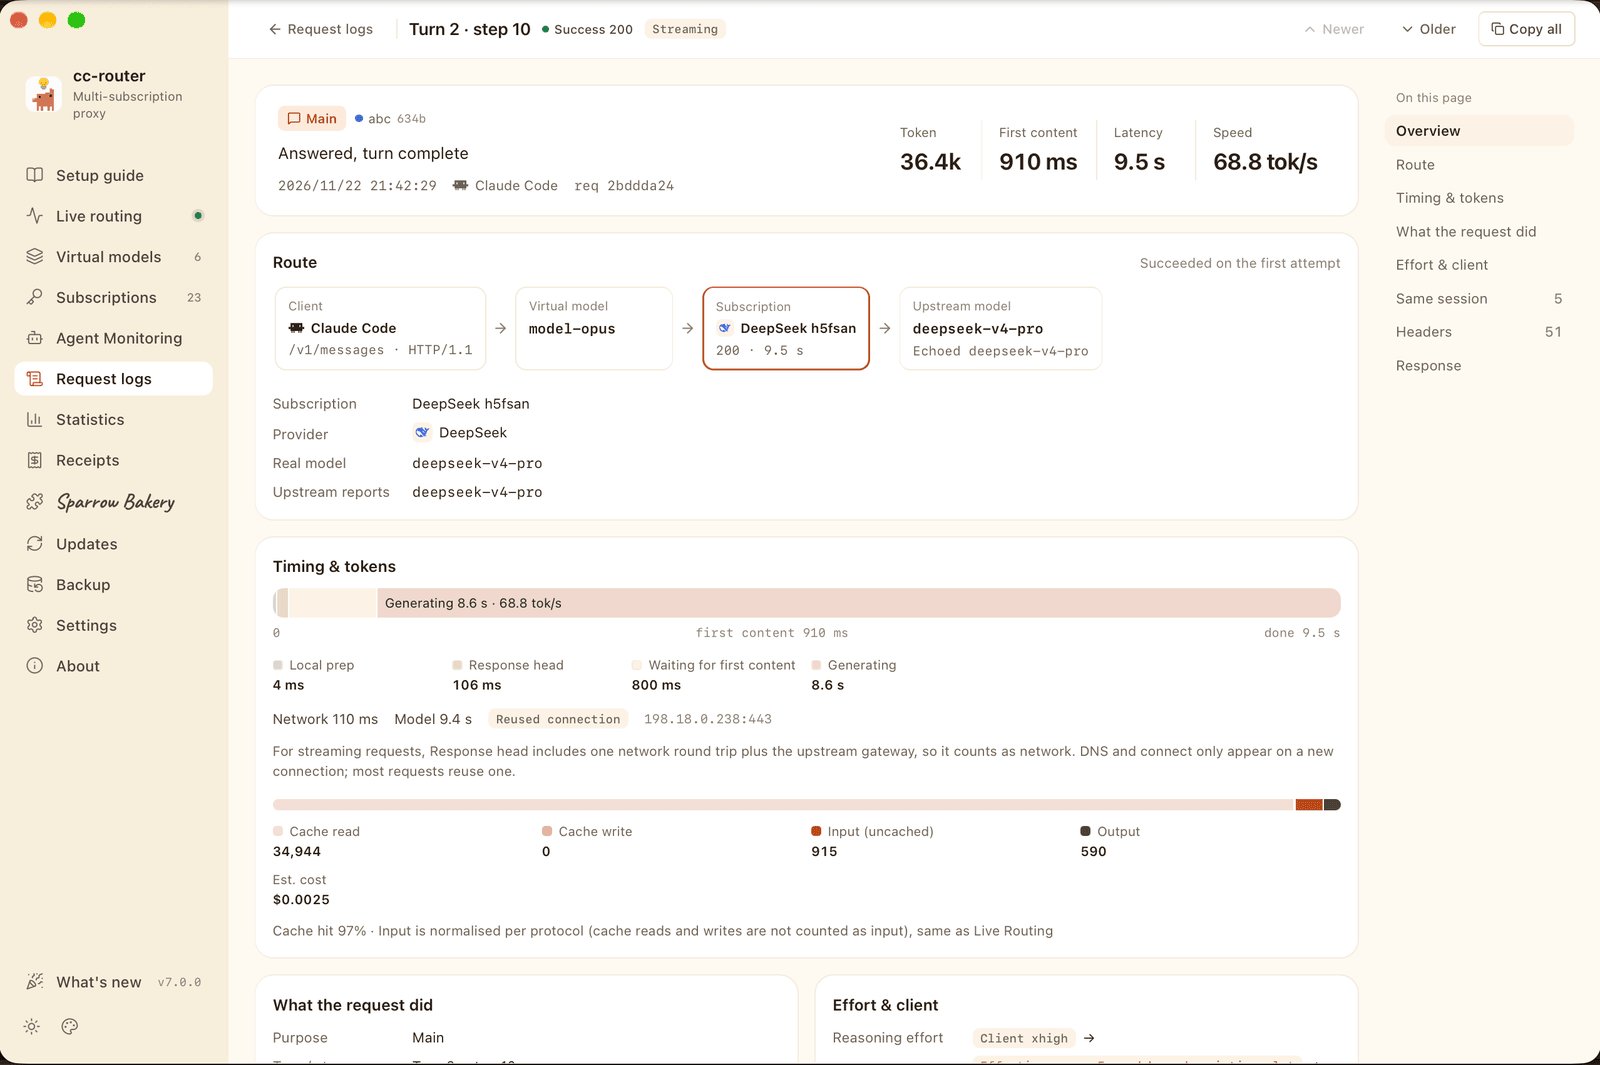 cc-router
Multi-subscription
proxy
Setup guide
Live routing
Virtual models 6
Subscriptions 23
Agent Monitoring
Request logs
Statistics
Receipts
Sparrow Bakery
Updates
Backup
Settings
About
What's new v7.0.0
Request logs
Turn 2 · step 10
Success 200
Streaming
Newer
Older
Copy all
Main
abc 634b
Answered, turn complete
2026/11/22 21:42:29 Claude Code req 2bddda24
Token
36.4k
First content
910 ms
Latency
9.5 s
Speed
68.8 tok/s
Route
Succeeded on the first attempt
Client
Claude Code
/v1/messages · HTTP/1.1
Virtual model
model-opus
Subscription
DeepSeek h5fsan
200 · 9.5 s
Upstream model
deepseek-v4-pro
Echoed deepseek-v4-pro
Subscription DeepSeek h5fsan
Provider DeepSeek
Real model deepseek-v4-pro
Upstream reports deepseek-v4-pro
Timing & tokens
Generating 8.6 s · 68.8 tok/s
0 first content 910 ms done 9.5 s
Local prep
4 ms
Response head
106 ms
Waiting for first content
800 ms
Generating
8.6 s
Network 110 ms Model 9.4 s Reused connection 198.18.0.238:443
For streaming requests, Response head includes one network round trip plus the upstream gateway, so it counts as network. DNS and connect only appear on a new
connection; most requests reuse one.
Cache read
34,944
Cache write
0
Input (uncached)
915
Output
590
Est. cost
$0.0025
Cache hit 97% · Input is normalised per protocol (cache reads and writes are not counted as input), same as Live Routing
What the request did
Purpose Main
Effort & client
Reasoning effort Client xhigh →
On this page
Overview
Route
Timing & tokens
What the request did
Effort & client
Same session 5
Headers 51
Response